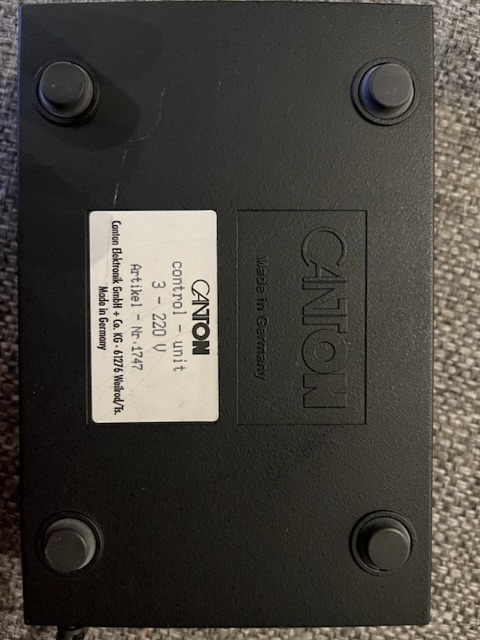 CANTON
Made in Germany
CANTON
control - unit
3 - 220 V
Artikel - Nr.1747
Canton Elektronik GmbH + Co. KG · 61276 Weilrod/Ts.
Made in Germany